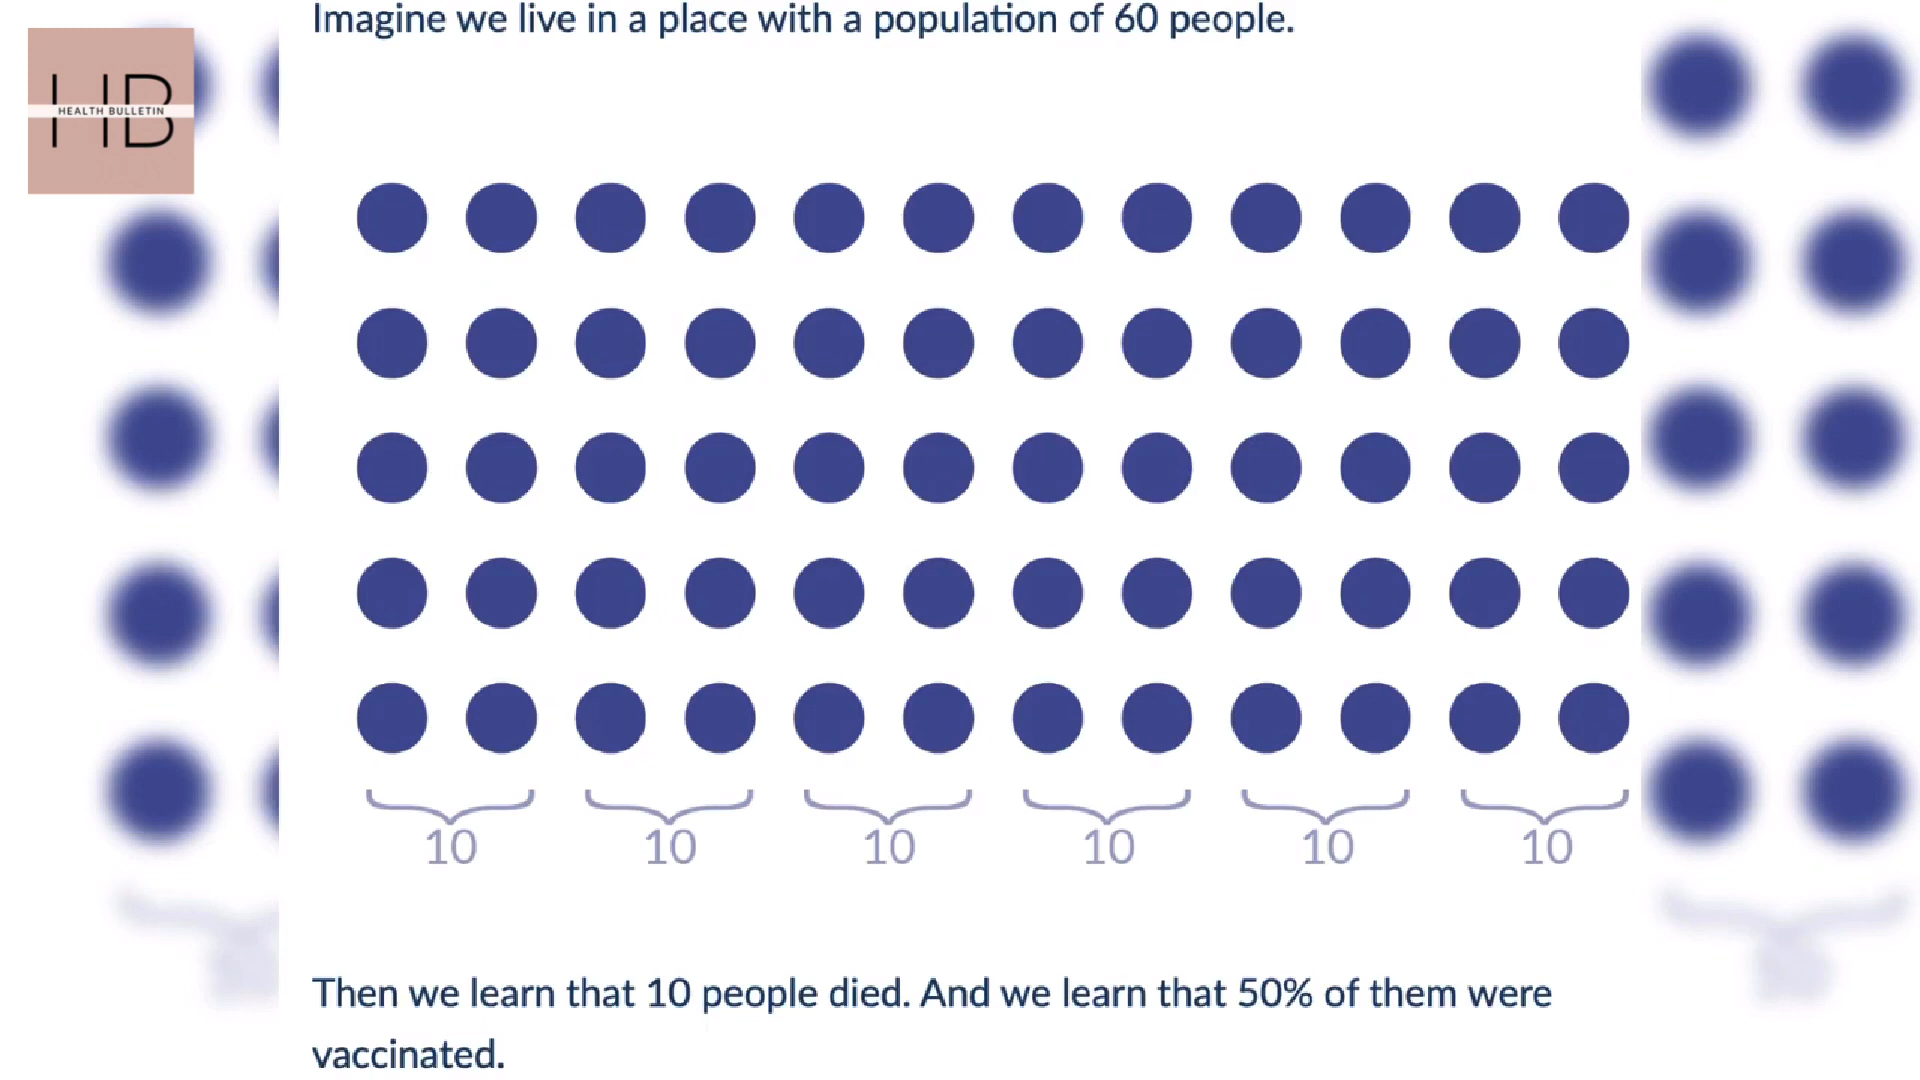 Imagine we live in a place with a population of 60 people.
HB
HEALTH BULLETIN
10 10 10 10 10 10
Then we learn that 10 people died. And we learn that 50% of them were
vaccinated.